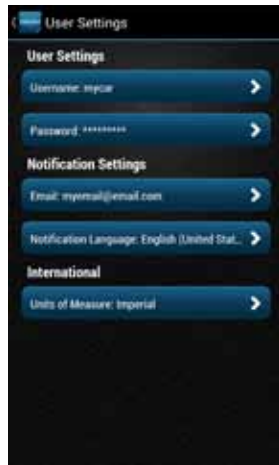 User Settings
User Settings
Username: mycar
Password: *********
Notification Settings
Email: myemail@email.com
Notification Language: English (United Stat...
International
Units of Measure: Imperial